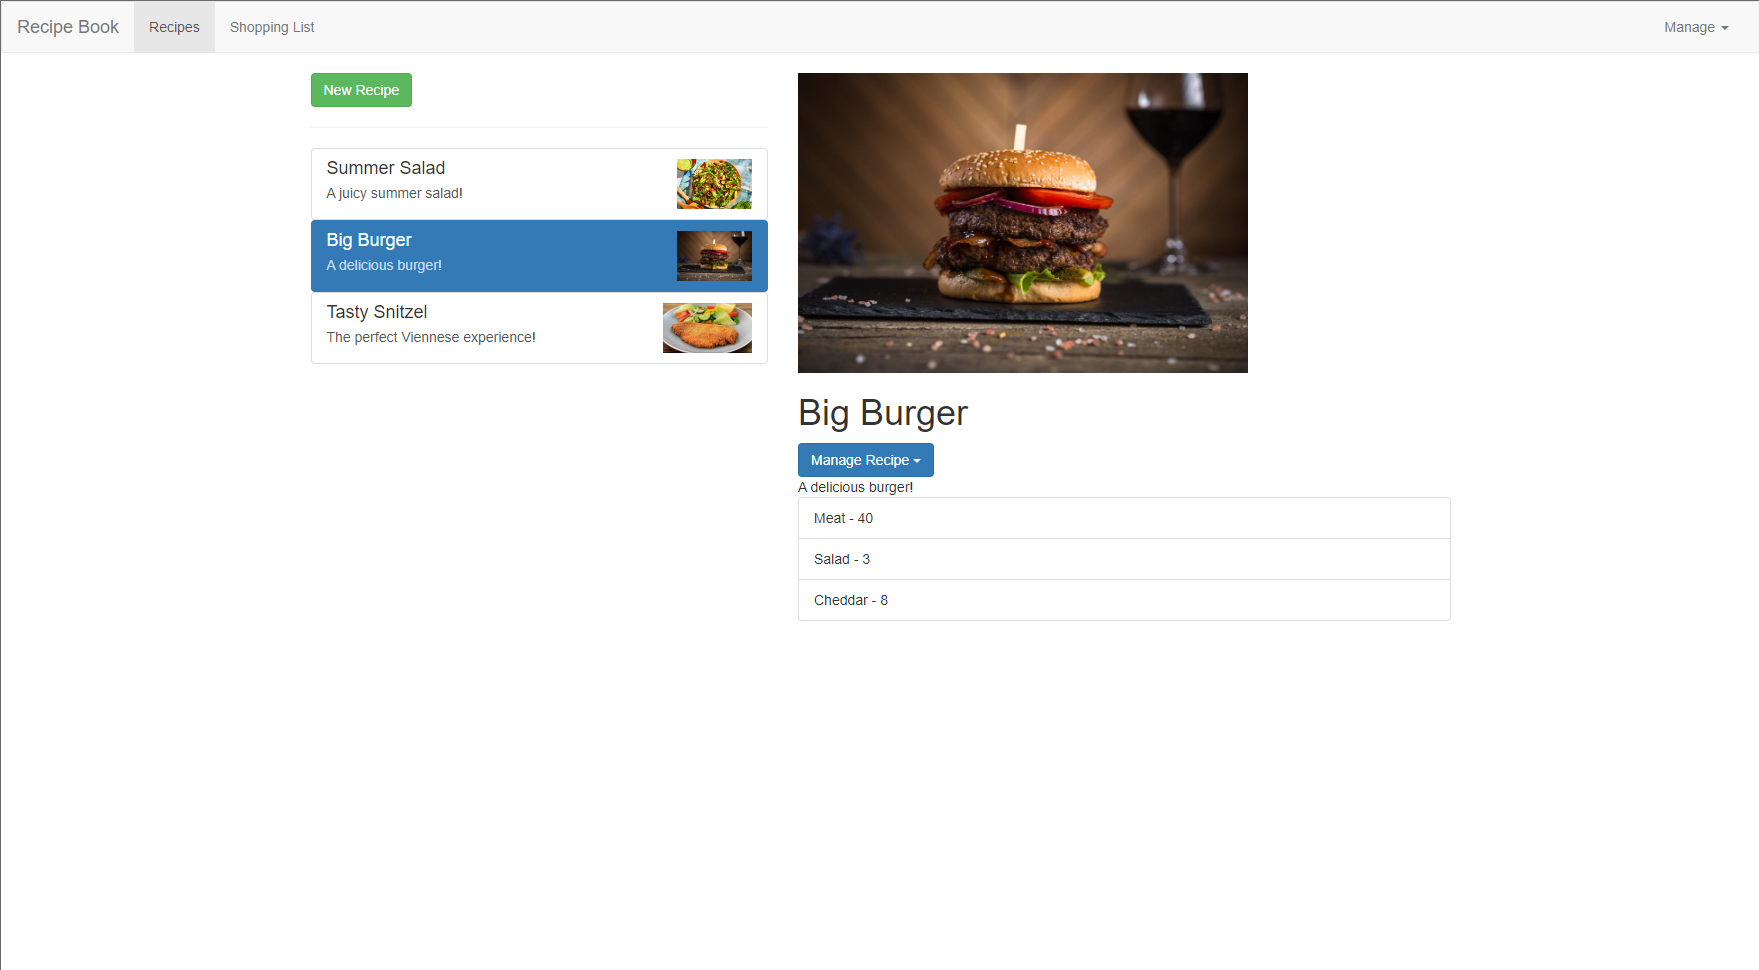 Recipe Book
Recipes
Shopping List
Manage
New Recipe
Summer Salad
A juicy summer salad!
Big Burger
A delicious burger!
Tasty Snitzel
The perfect Viennese experience!
Big Burger
Manage Recipe
A delicious burger!
Meat - 40
Salad - 3
Cheddar - 8